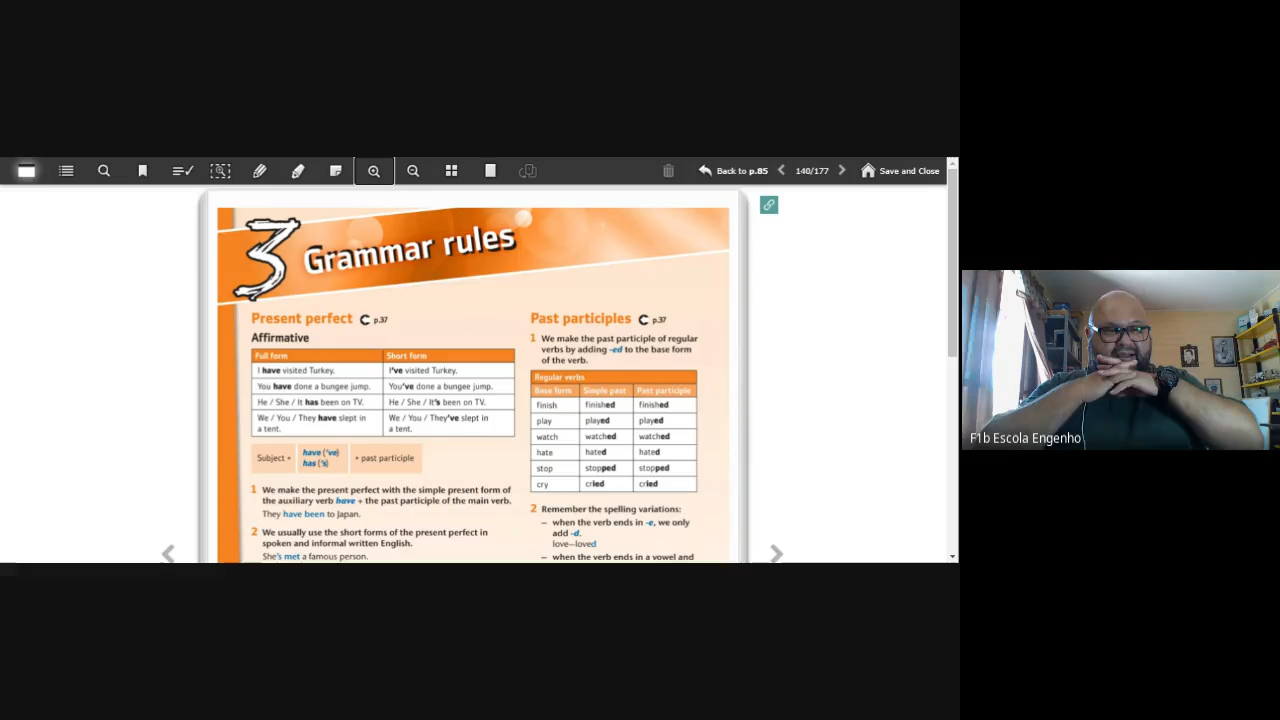 Back to p.85
140/177
Save and Close
3 Grammar rules
Present perfect C p.37
Affirmative
Full form Short form
I have visited Turkey. I've visited Turkey.
You have done a bungee jump. You've done a bungee jump.
He / She / It has been on TV. He / She / It's been on TV.
We / You / They have slept in We / You / They've slept in
a tent. a tent.
Subject + have ('ve) + past participle
has ('s)
1 We make the present perfect with the simple present form of
the auxiliary verb have + the past participle of the main verb.
They have been to Japan.
2 We usually use the short forms of the present perfect in
spoken and informal written English.
She's met a famous person.
Past participles C p.37
1 We make the past participle of regular
verbs by adding -ed to the base form
of the verb.
Regular verbs
Base form Simple past Past participle
finish finished finished
play played played
watch watched watched
hate hated hated
stop stopped stopped
cry cried cried
2 Remember the spelling variations:
– when the verb ends in -e, we only
add -d.
love–loved
– when the verb ends in a vowel and
F1b Escola Engenho